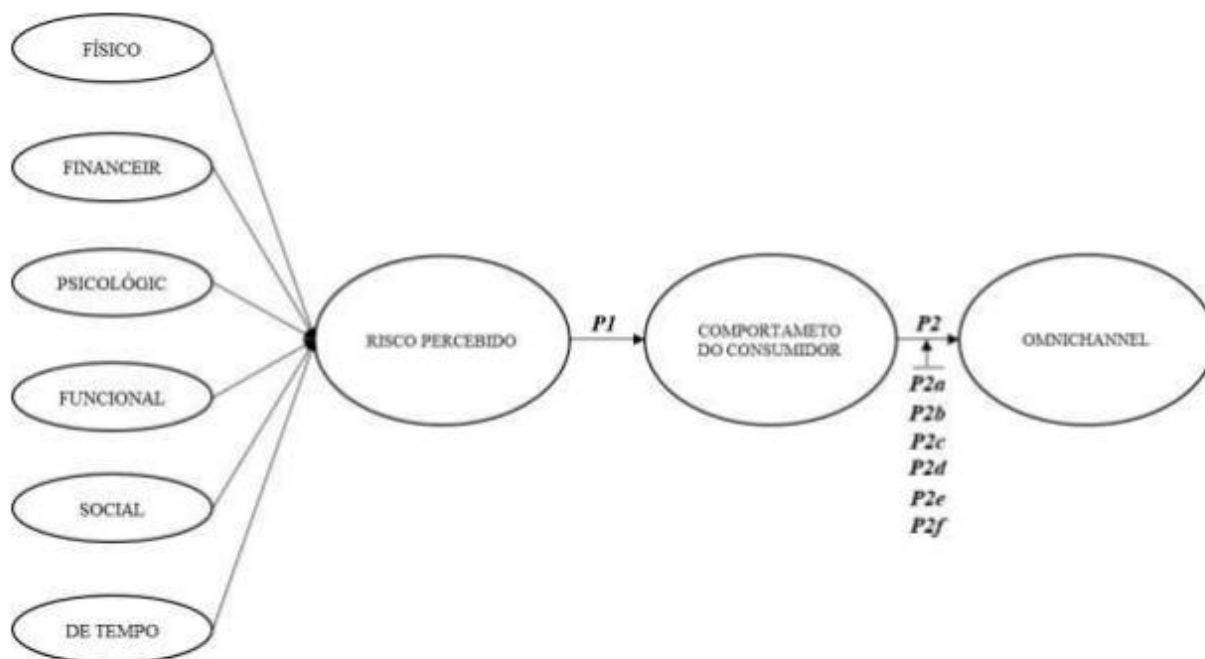 FÍSICO
FINANCEIR
PSICOLÓGIC
FUNCIONAL
SOCIAL
DE TEMPO
RISCO PERCEBIDO
P1
COMPORTAMETO
DO CONSUMIDOR
P2
P2a
P2b
P2c
P2d
P2e
P2f
OMNICHANNEL